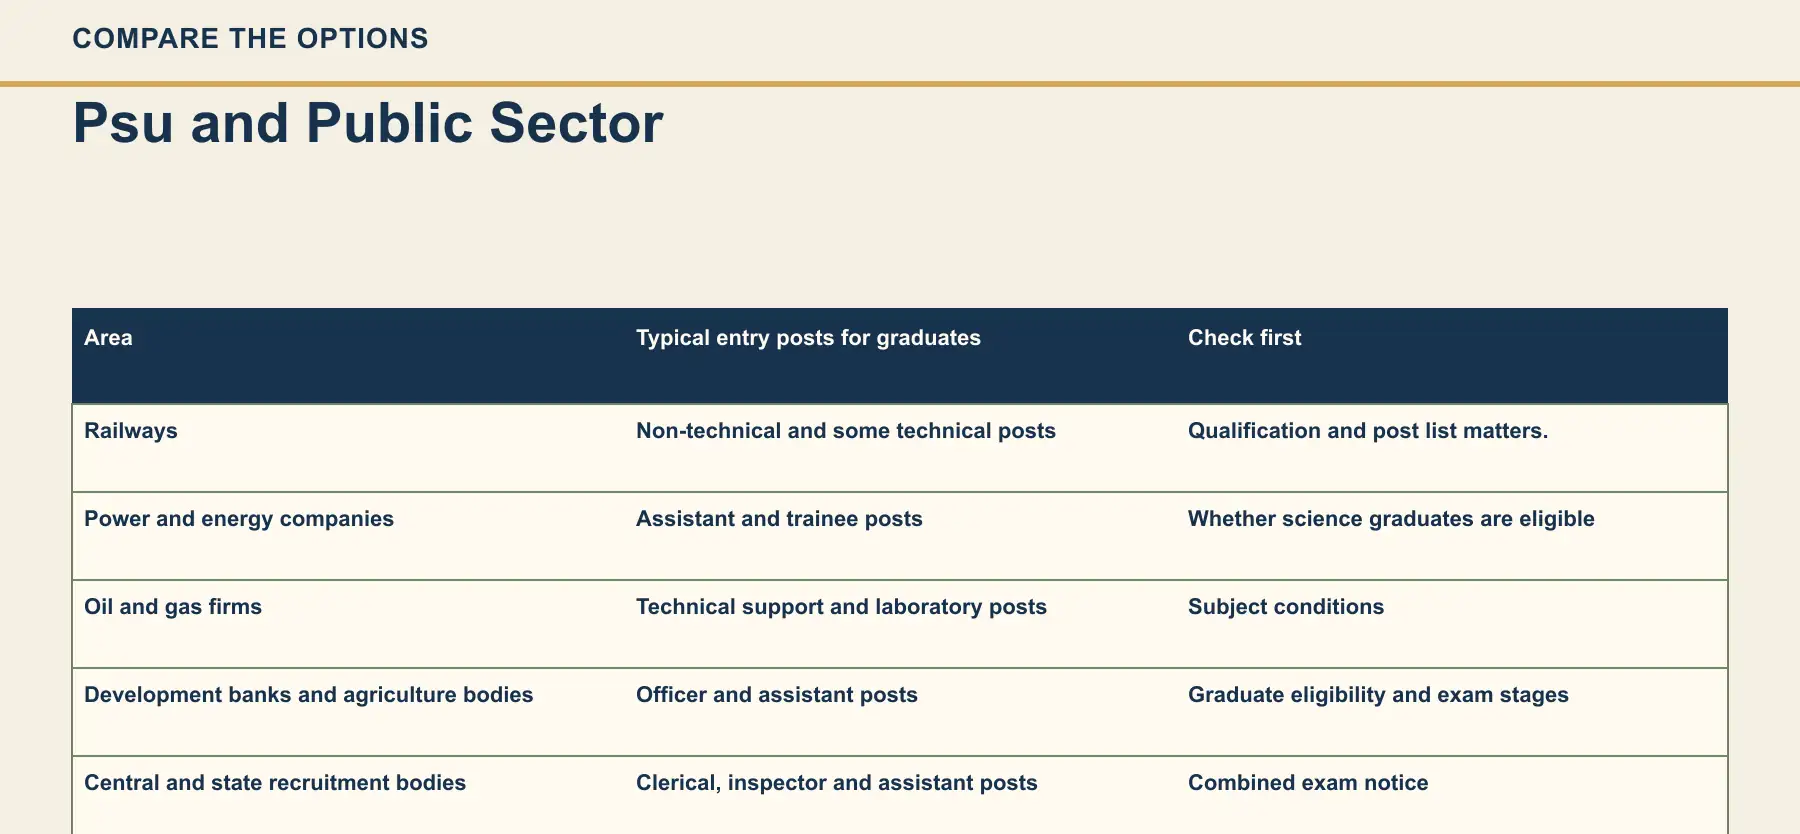 COMPARE THE OPTIONS
Psu and Public Sector
Area Typical entry posts for graduates Check first
Railways Non-technical and some technical posts Qualification and post list matters.
Power and energy companies Assistant and trainee posts Whether science graduates are eligible
Oil and gas firms Technical support and laboratory posts Subject conditions
Development banks and agriculture bodies Officer and assistant posts Graduate eligibility and exam stages
Central and state recruitment bodies Clerical, inspector and assistant posts Combined exam notice